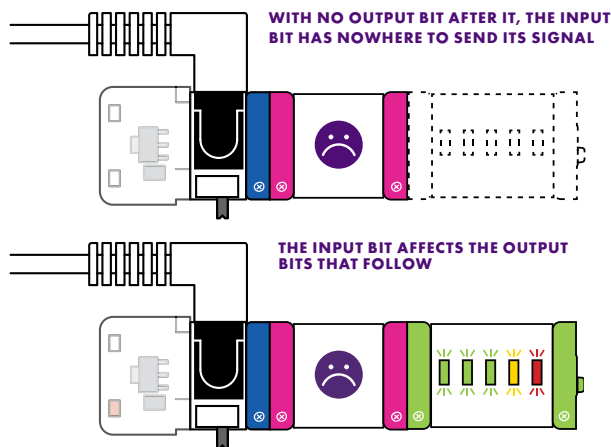 WITH NO OUTPUT BIT AFTER IT, THE INPUT
BIT HAS NOWHERE TO SEND ITS SIGNAL
THE INPUT BIT AFFECTS THE OUTPUT
BITS THAT FOLLOW